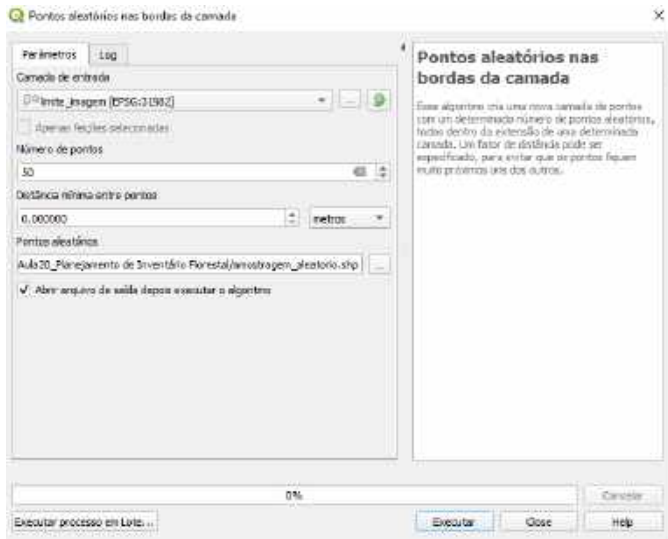 Pontos aleatórios nas bordas da camada
Parâmetros
Log
Camada de entrada
limite_imagem [EPSG:31982]
...
Apenas feições selecionadas
Número de pontos
50
Distância mínima entre pontos
0.000000
metros
Pontos aleatórios
Aula20_Planejamento de Inventário Florestal/amostragem_aleatorio.shp
...
Abrir arquivo de saída depois executar o algoritmo
Pontos aleatórios nas
bordas da camada
Esse algoritmo cria uma nova camada de pontos
com um determinado número de pontos aleatórios,
todos dentro da extensão de uma determinada
camada. Um fator de distância pode ser
especificado, para evitar que os pontos fiquem
muito próximos uns dos outros.
0%
Cancelar
Executar processo em Lote...
Executar
Close
Help